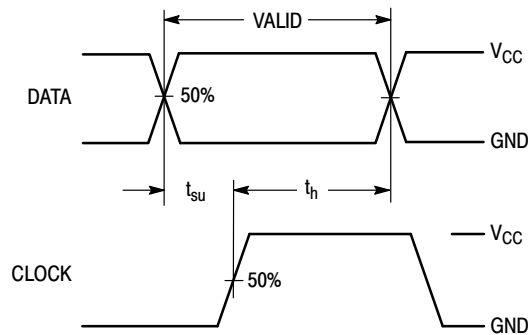 VALID
V_CC
DATA
50%
GND
t_su
t_h
V_CC
CLOCK
50%
GND